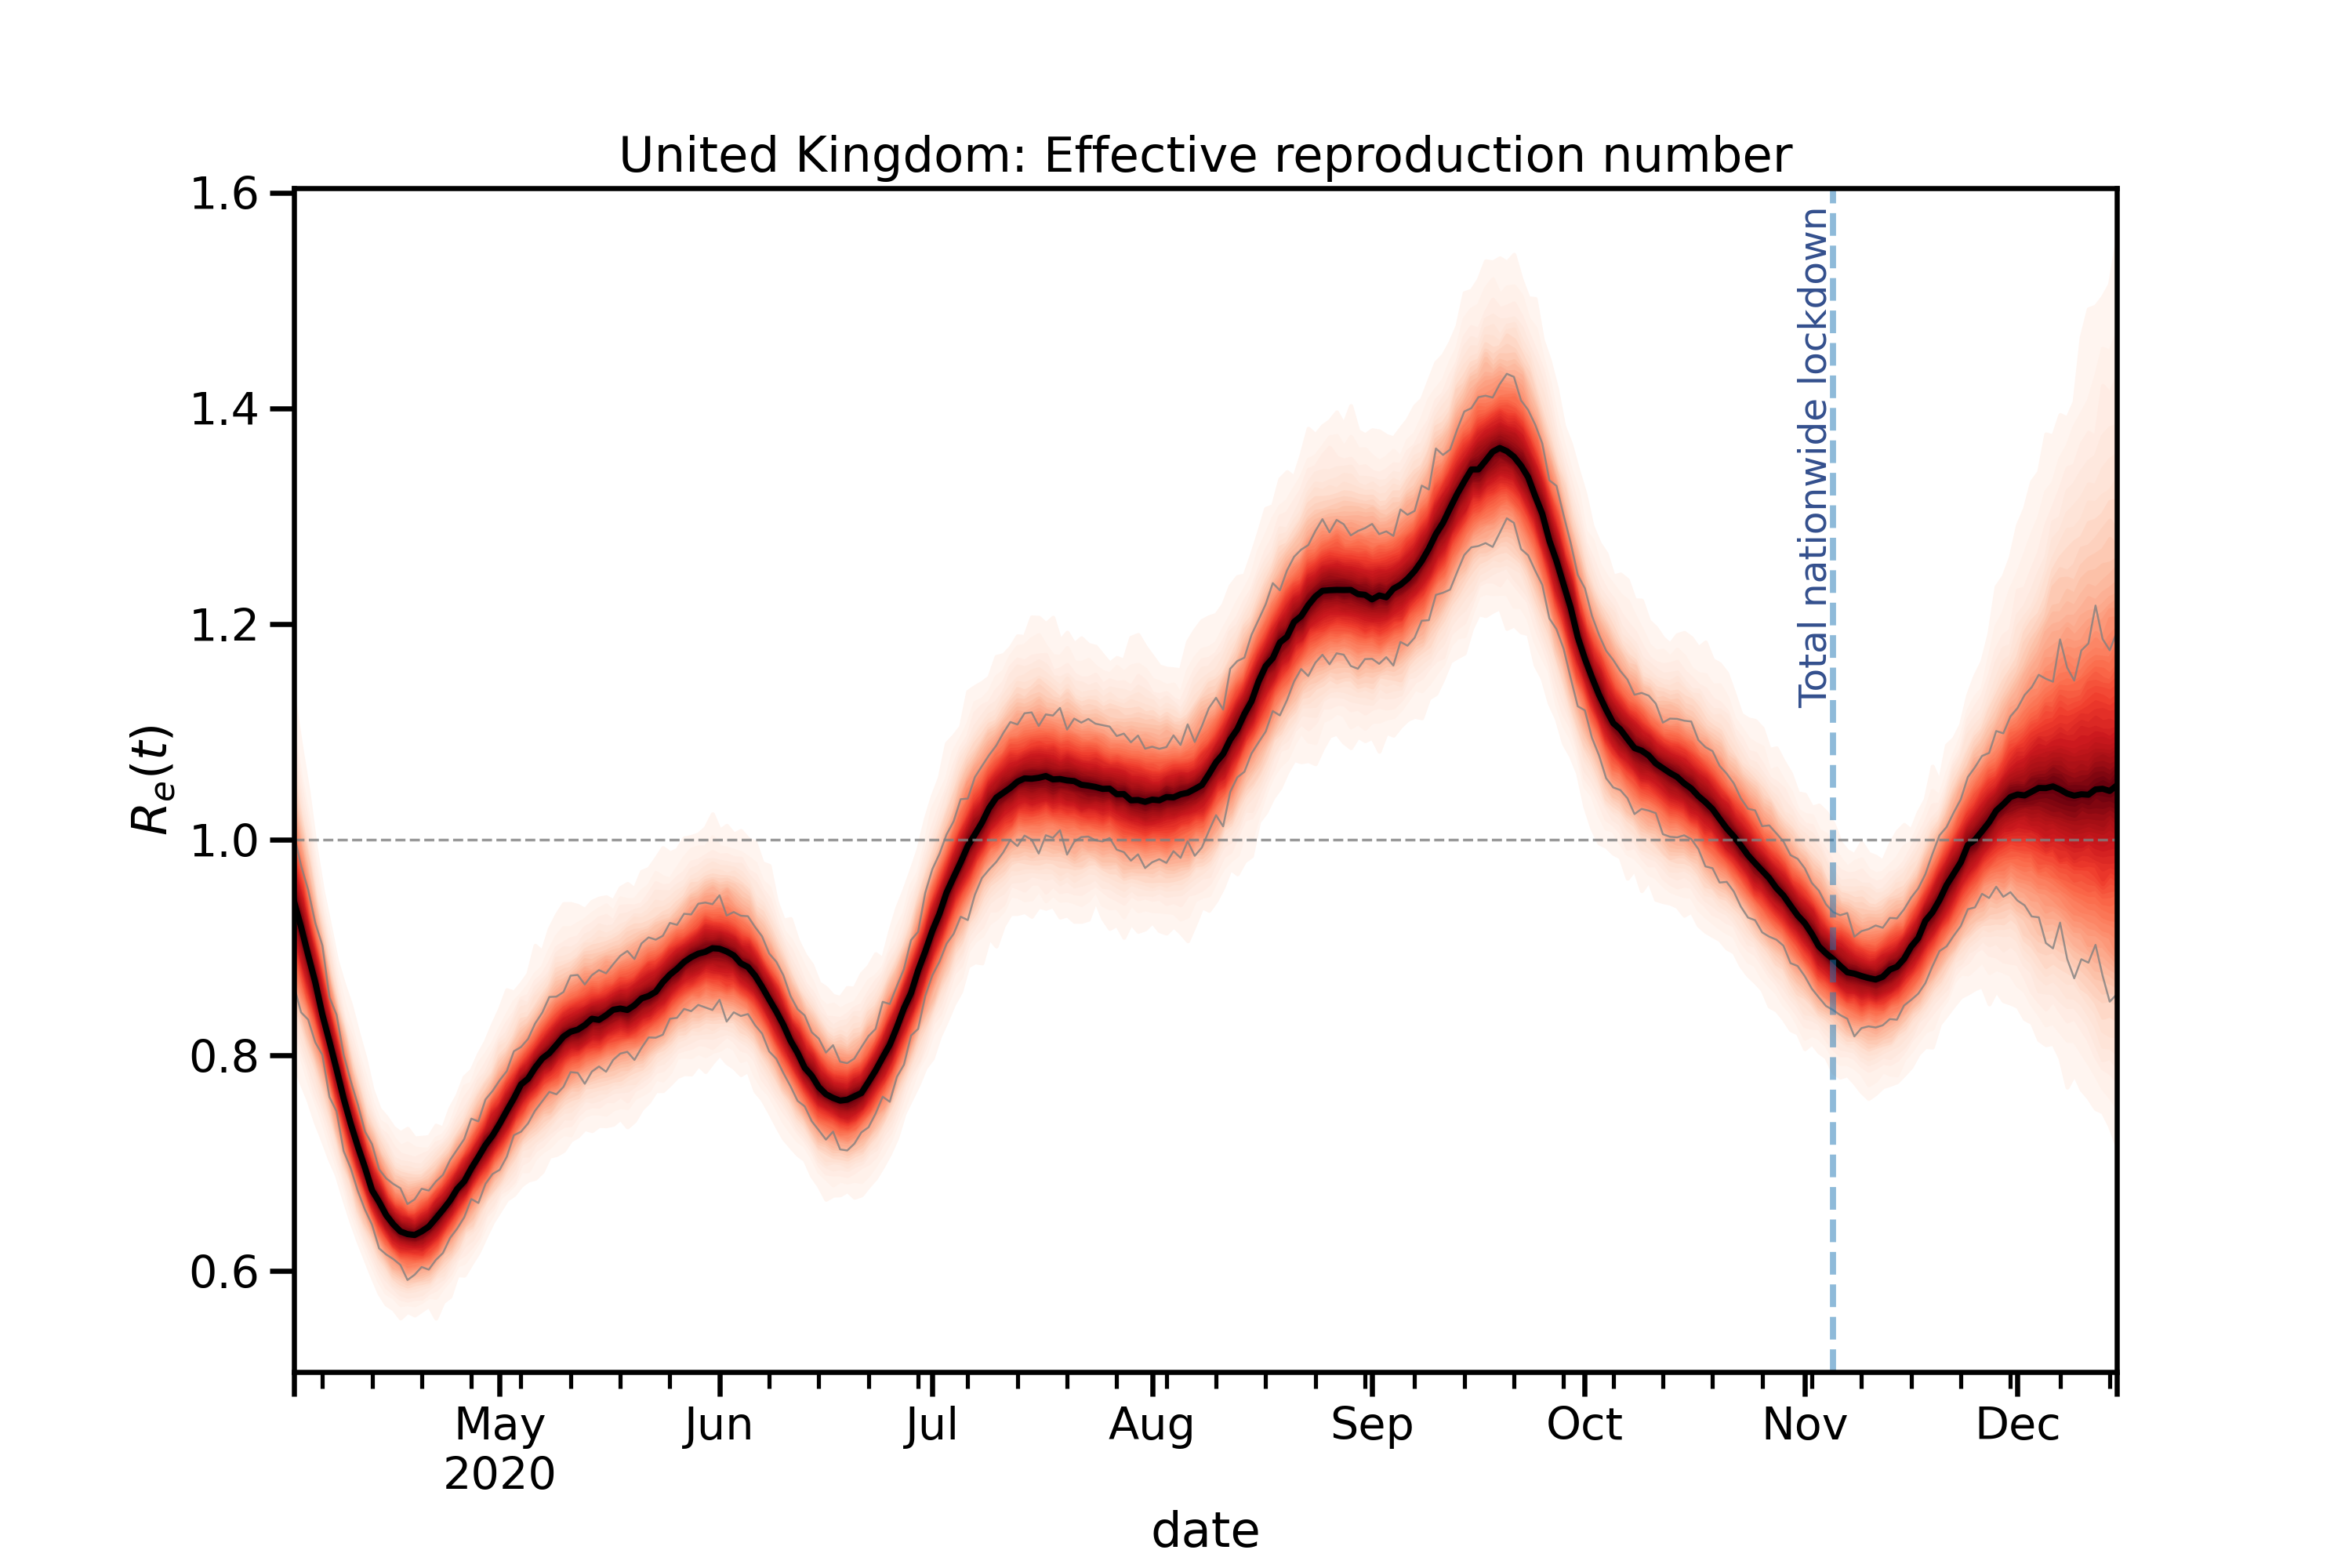 United Kingdom: Effective reproduction number
1.6
1.4
1.2
1.0
0.8
0.6
Re(t)
Total nationwide lockdown
May Jun Jul Aug Sep Oct Nov Dec
2020
date